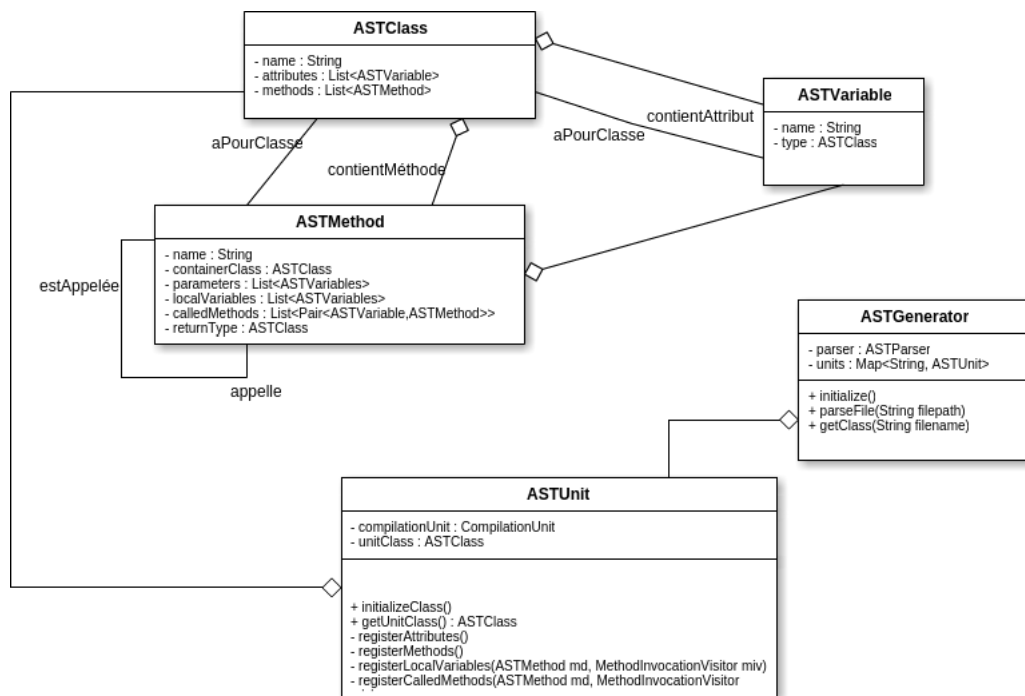 ASTClass
- name : String
- attributes : List<ASTVariable>
- methods : List<ASTMethod>
ASTVariable
- name : String
- type : ASTClass
contientAttribut
aPourClasse
aPourClasse
contientMéthode
ASTMethod
- name : String
- containerClass : ASTClass
- parameters : List<ASTVariables>
- localVariables : List<ASTVariables>
- calledMethods : List<Pair<ASTVariable,ASTMethod>>
- returnType : ASTClass
estAppelée
appelle
ASTGenerator
- parser : ASTParser
- units : Map<String, ASTUnit>
+ initialize()
+ parseFile(String filepath)
+ getClass(String filename)
ASTUnit
- compilationUnit : CompilationUnit
- unitClass : ASTClass
+ initializeClass()
+ getUnitClass() : ASTClass
- registerAttributes()
- registerMethods()
- registerLocalVariables(ASTMethod md, MethodInvocationVisitor miv)
- registerCalledMethods(ASTMethod md, MethodInvocationVisitor